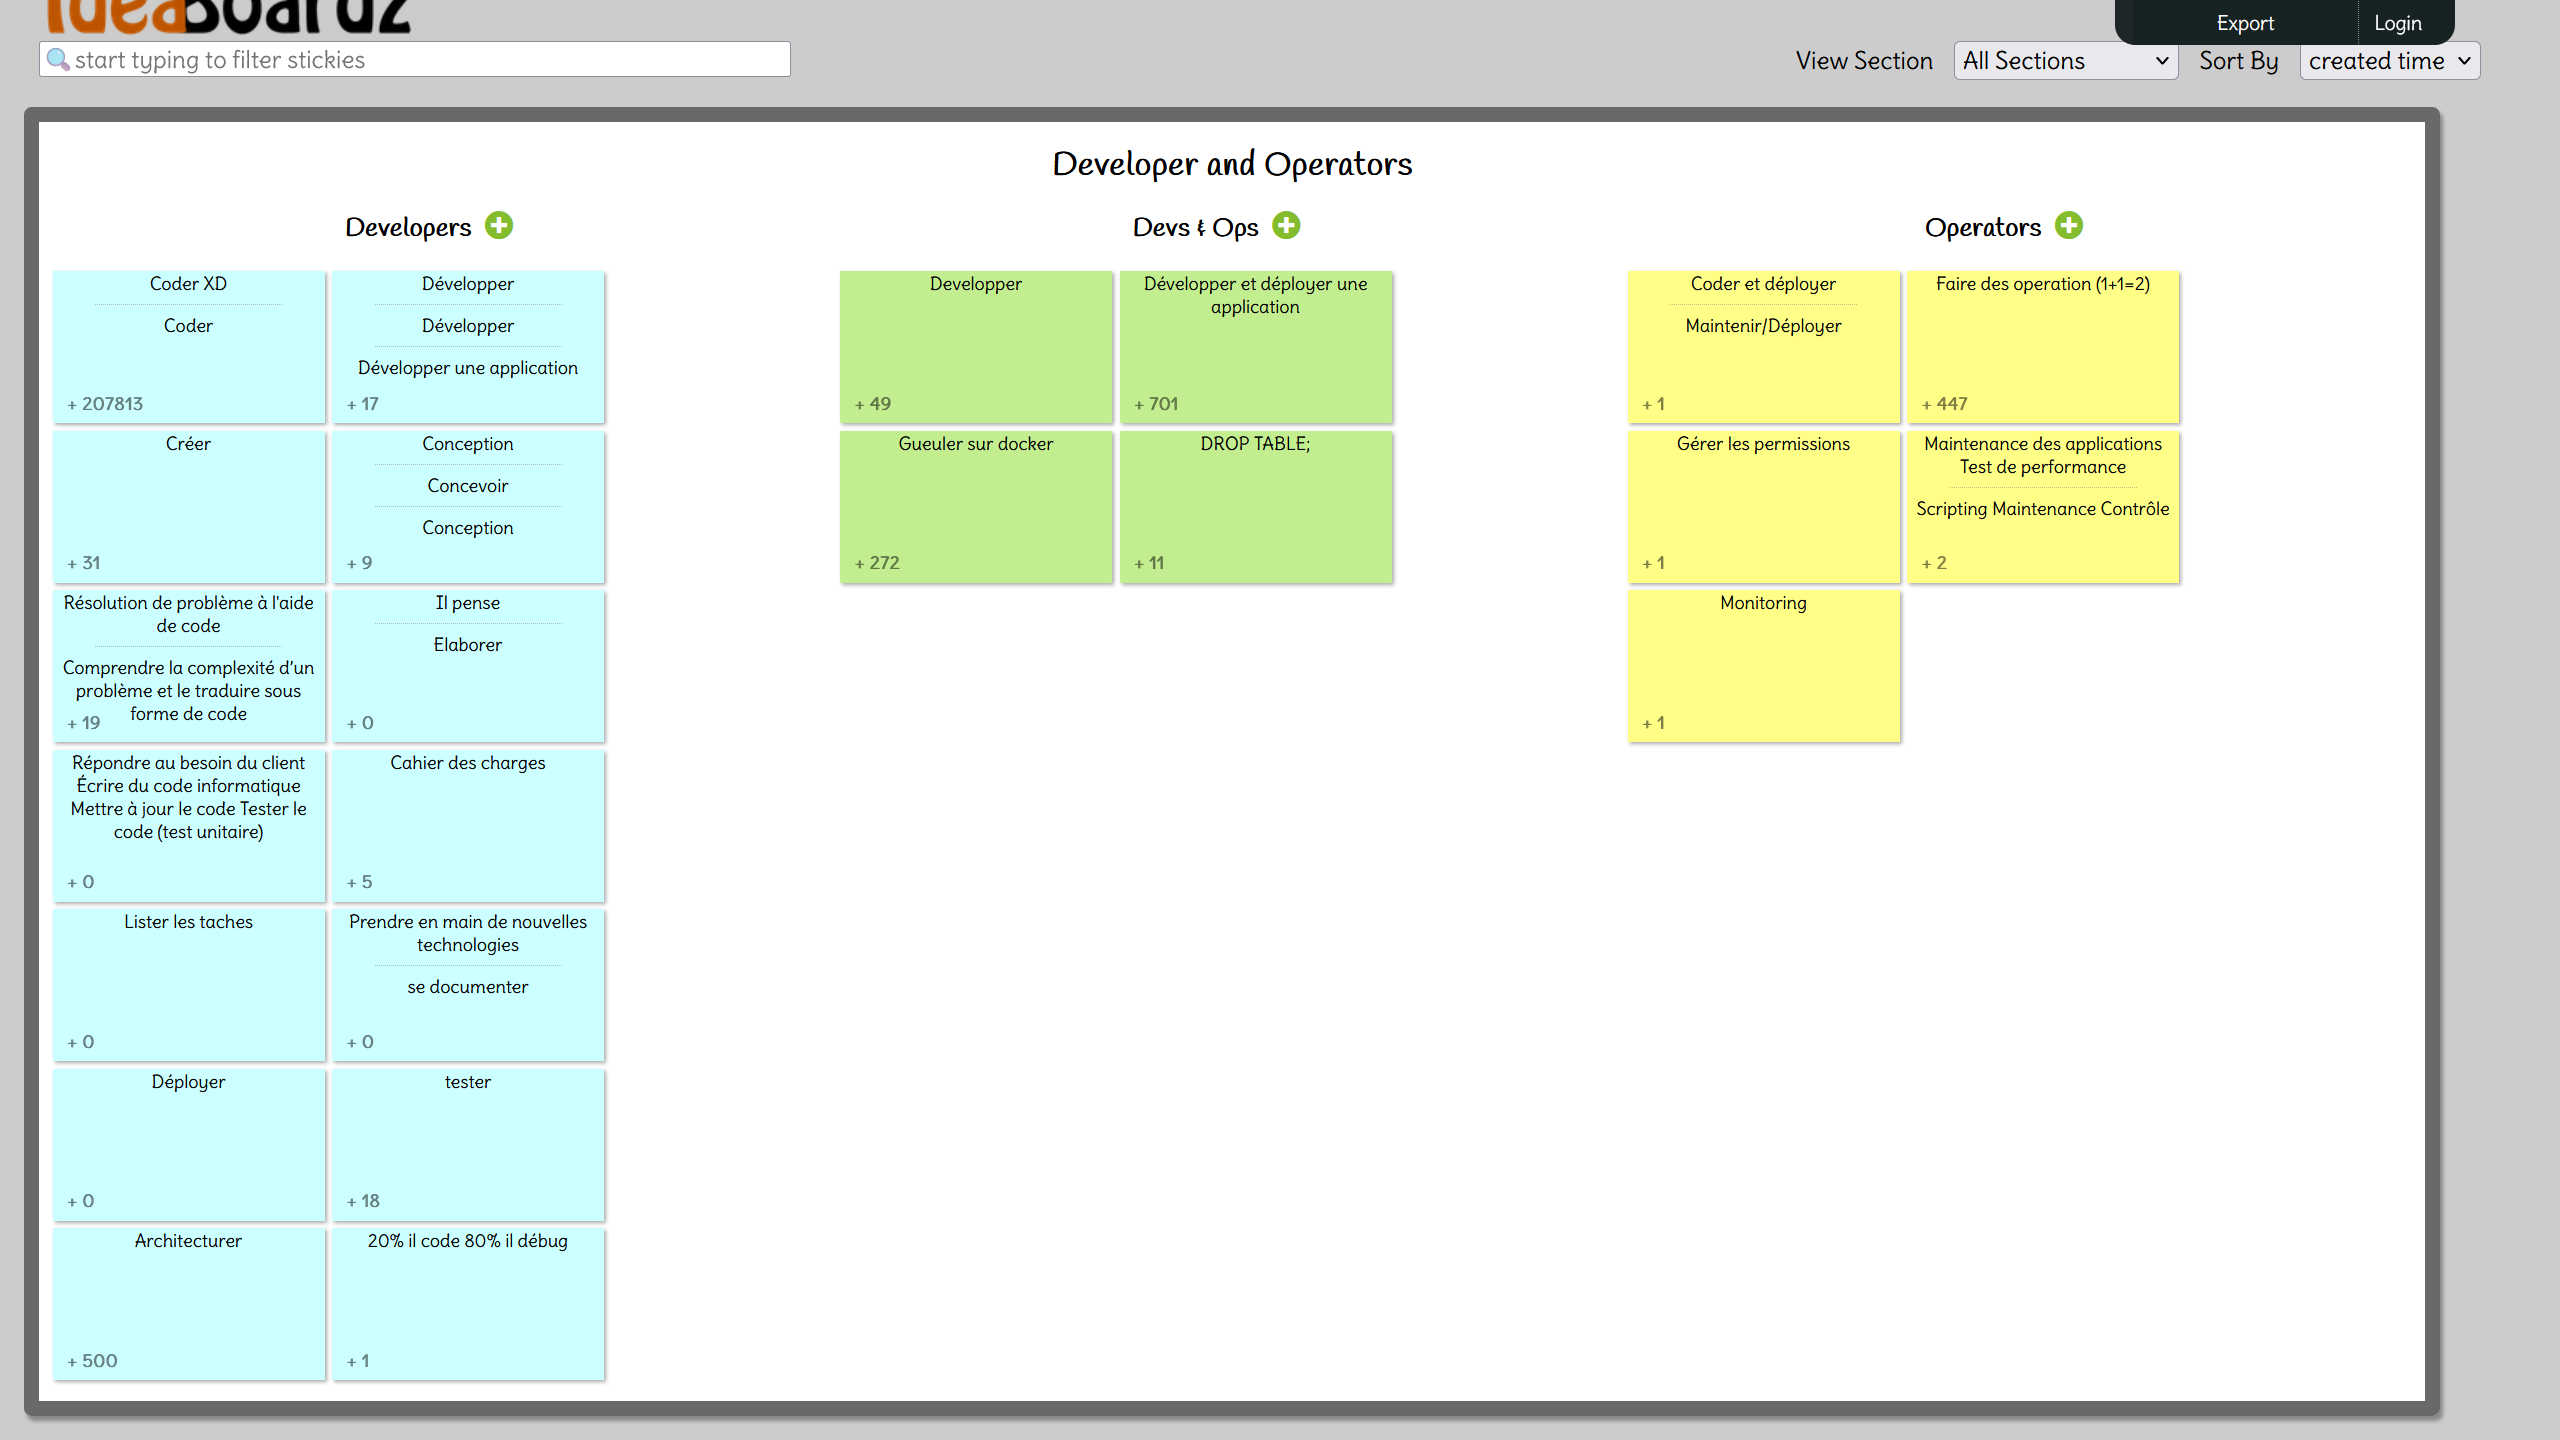 IdeaBoardz
Export
Login
start typing to filter stickies
View Section
All Sections
Sort By
created time
Developer and Operators
Developers
Coder XD
Coder
+ 207813
Développer
Développer
Développer une application
+ 17
Créer
+ 31
Conception
Concevoir
Conception
+ 9
Résolution de problème à l'aide
de code
Comprendre la complexité d’un
problème et le traduire sous
forme de code
+ 19
Il pense
Elaborer
+ 0
Répondre au besoin du client
Écrire du code informatique
Mettre à jour le code Tester le
code (test unitaire)
+ 0
Cahier des charges
+ 5
Lister les taches
+ 0
Prendre en main de nouvelles
technologies
se documenter
+ 0
Déployer
+ 0
tester
+ 18
Architecturer
+ 500
20% il code 80% il débug
+ 1
Devs & Ops
Developper
+ 49
Développer et déployer une
application
+ 701
Gueuler sur docker
+ 272
DROP TABLE;
+ 11
Operators
Coder et déployer
Maintenir/Déployer
+ 1
Faire des operation (1+1=2)
+ 447
Gérer les permissions
+ 1
Maintenance des applications
Test de performance
Scripting Maintenance Contrôle
+ 2
Monitoring
+ 1